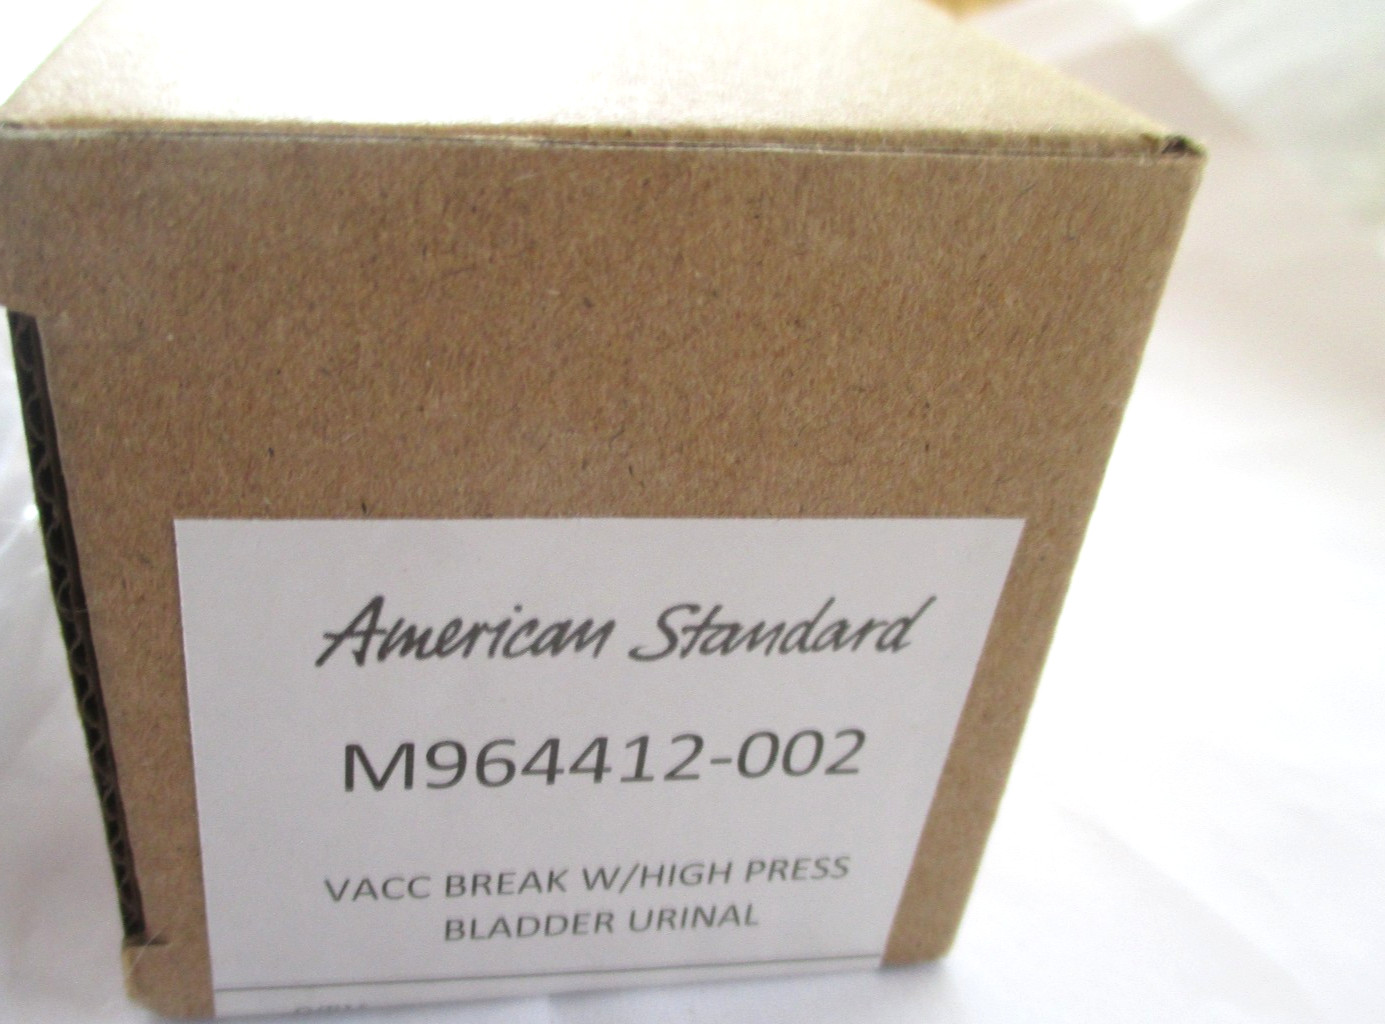 American Standard
M964412-002
VACC BREAK W/HIGH PRESS
BLADDER URINAL